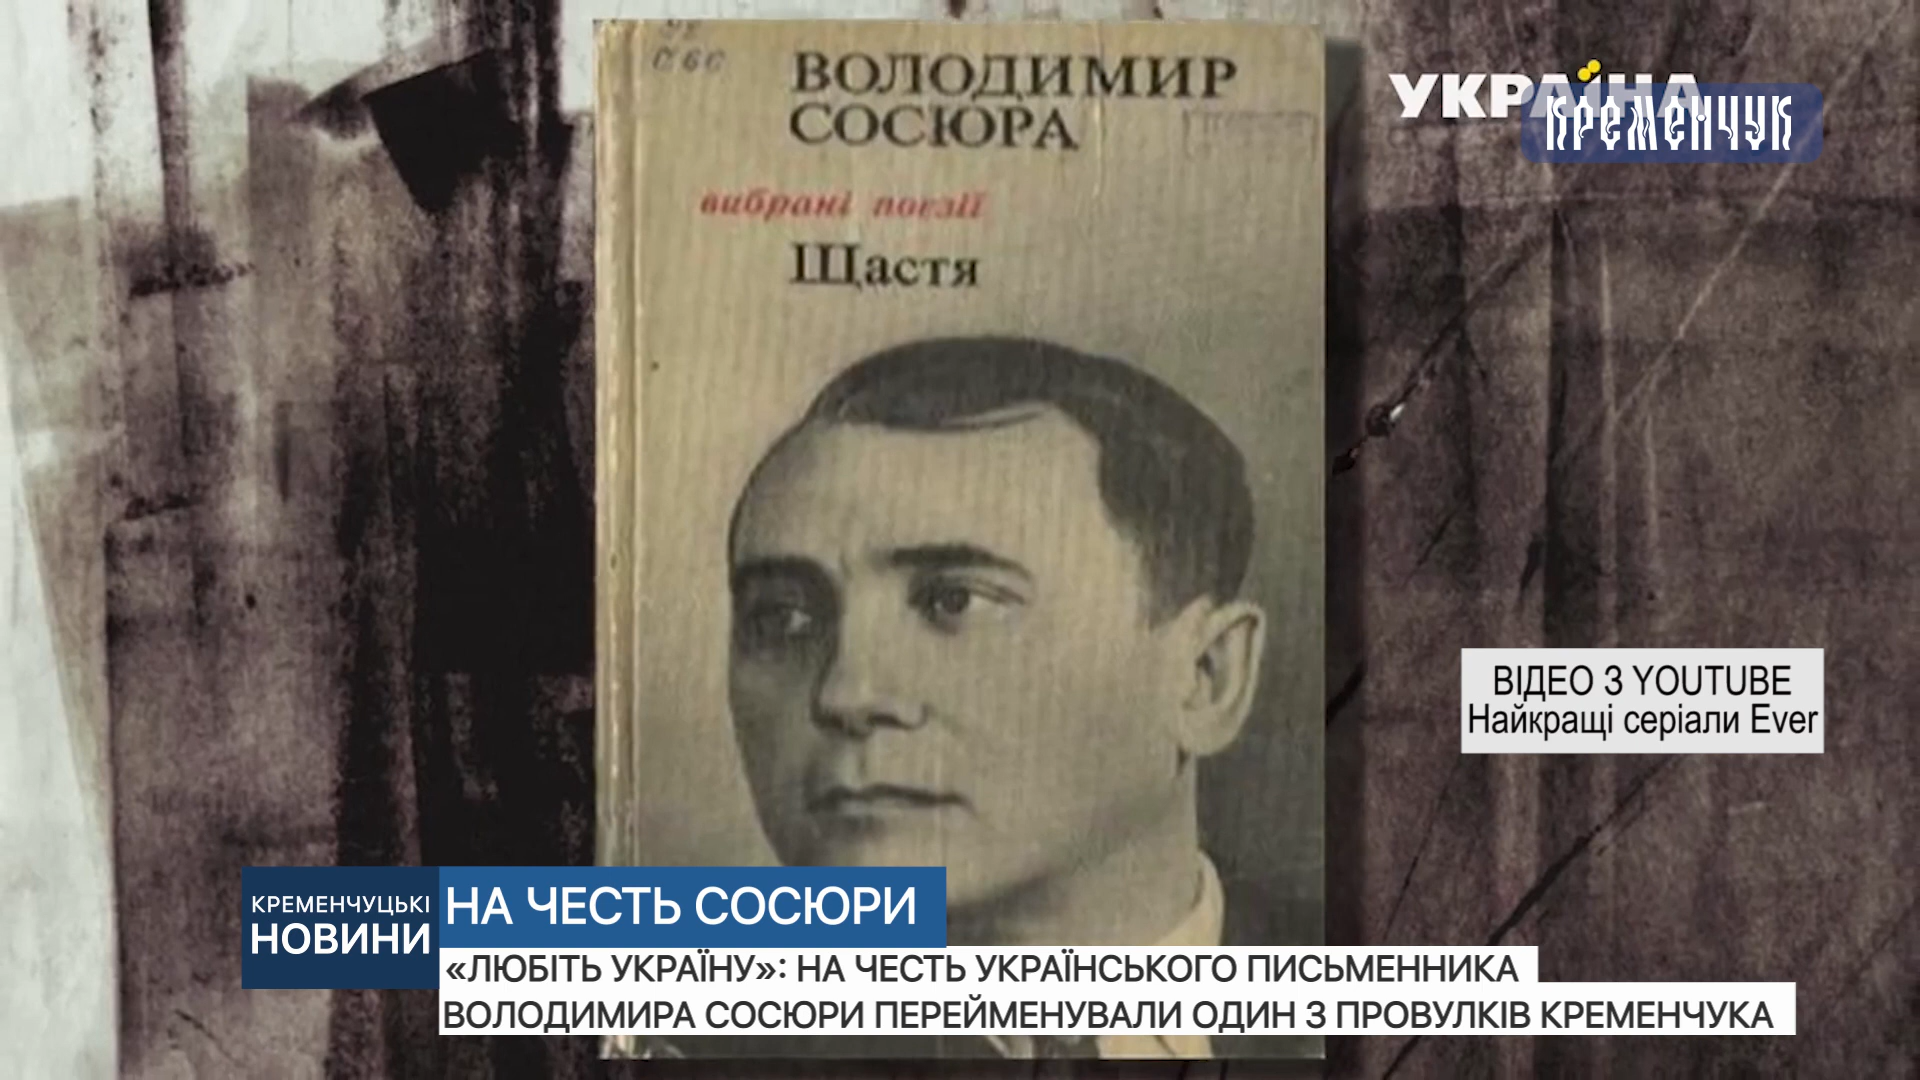 С 66
ВОЛОДИМИР
СОСЮРА
вибрані поезії
Щастя
УКРАЇНА
КРЕМЕНЧУК
ВІДЕО З YOUTUBE
Найкращі серіали Ever
КРЕМЕНЧУЦЬКІ
НОВИНИ
НА ЧЕСТЬ СОСЮРИ
«ЛЮБІТЬ УКРАЇНУ»: НА ЧЕСТЬ УКРАЇНСЬКОГО ПИСЬМЕННИКА
ВОЛОДИМИРА СОСЮРИ ПЕРЕЙМЕНУВАЛИ ОДИН З ПРОВУЛКІВ КРЕМЕНЧУКА